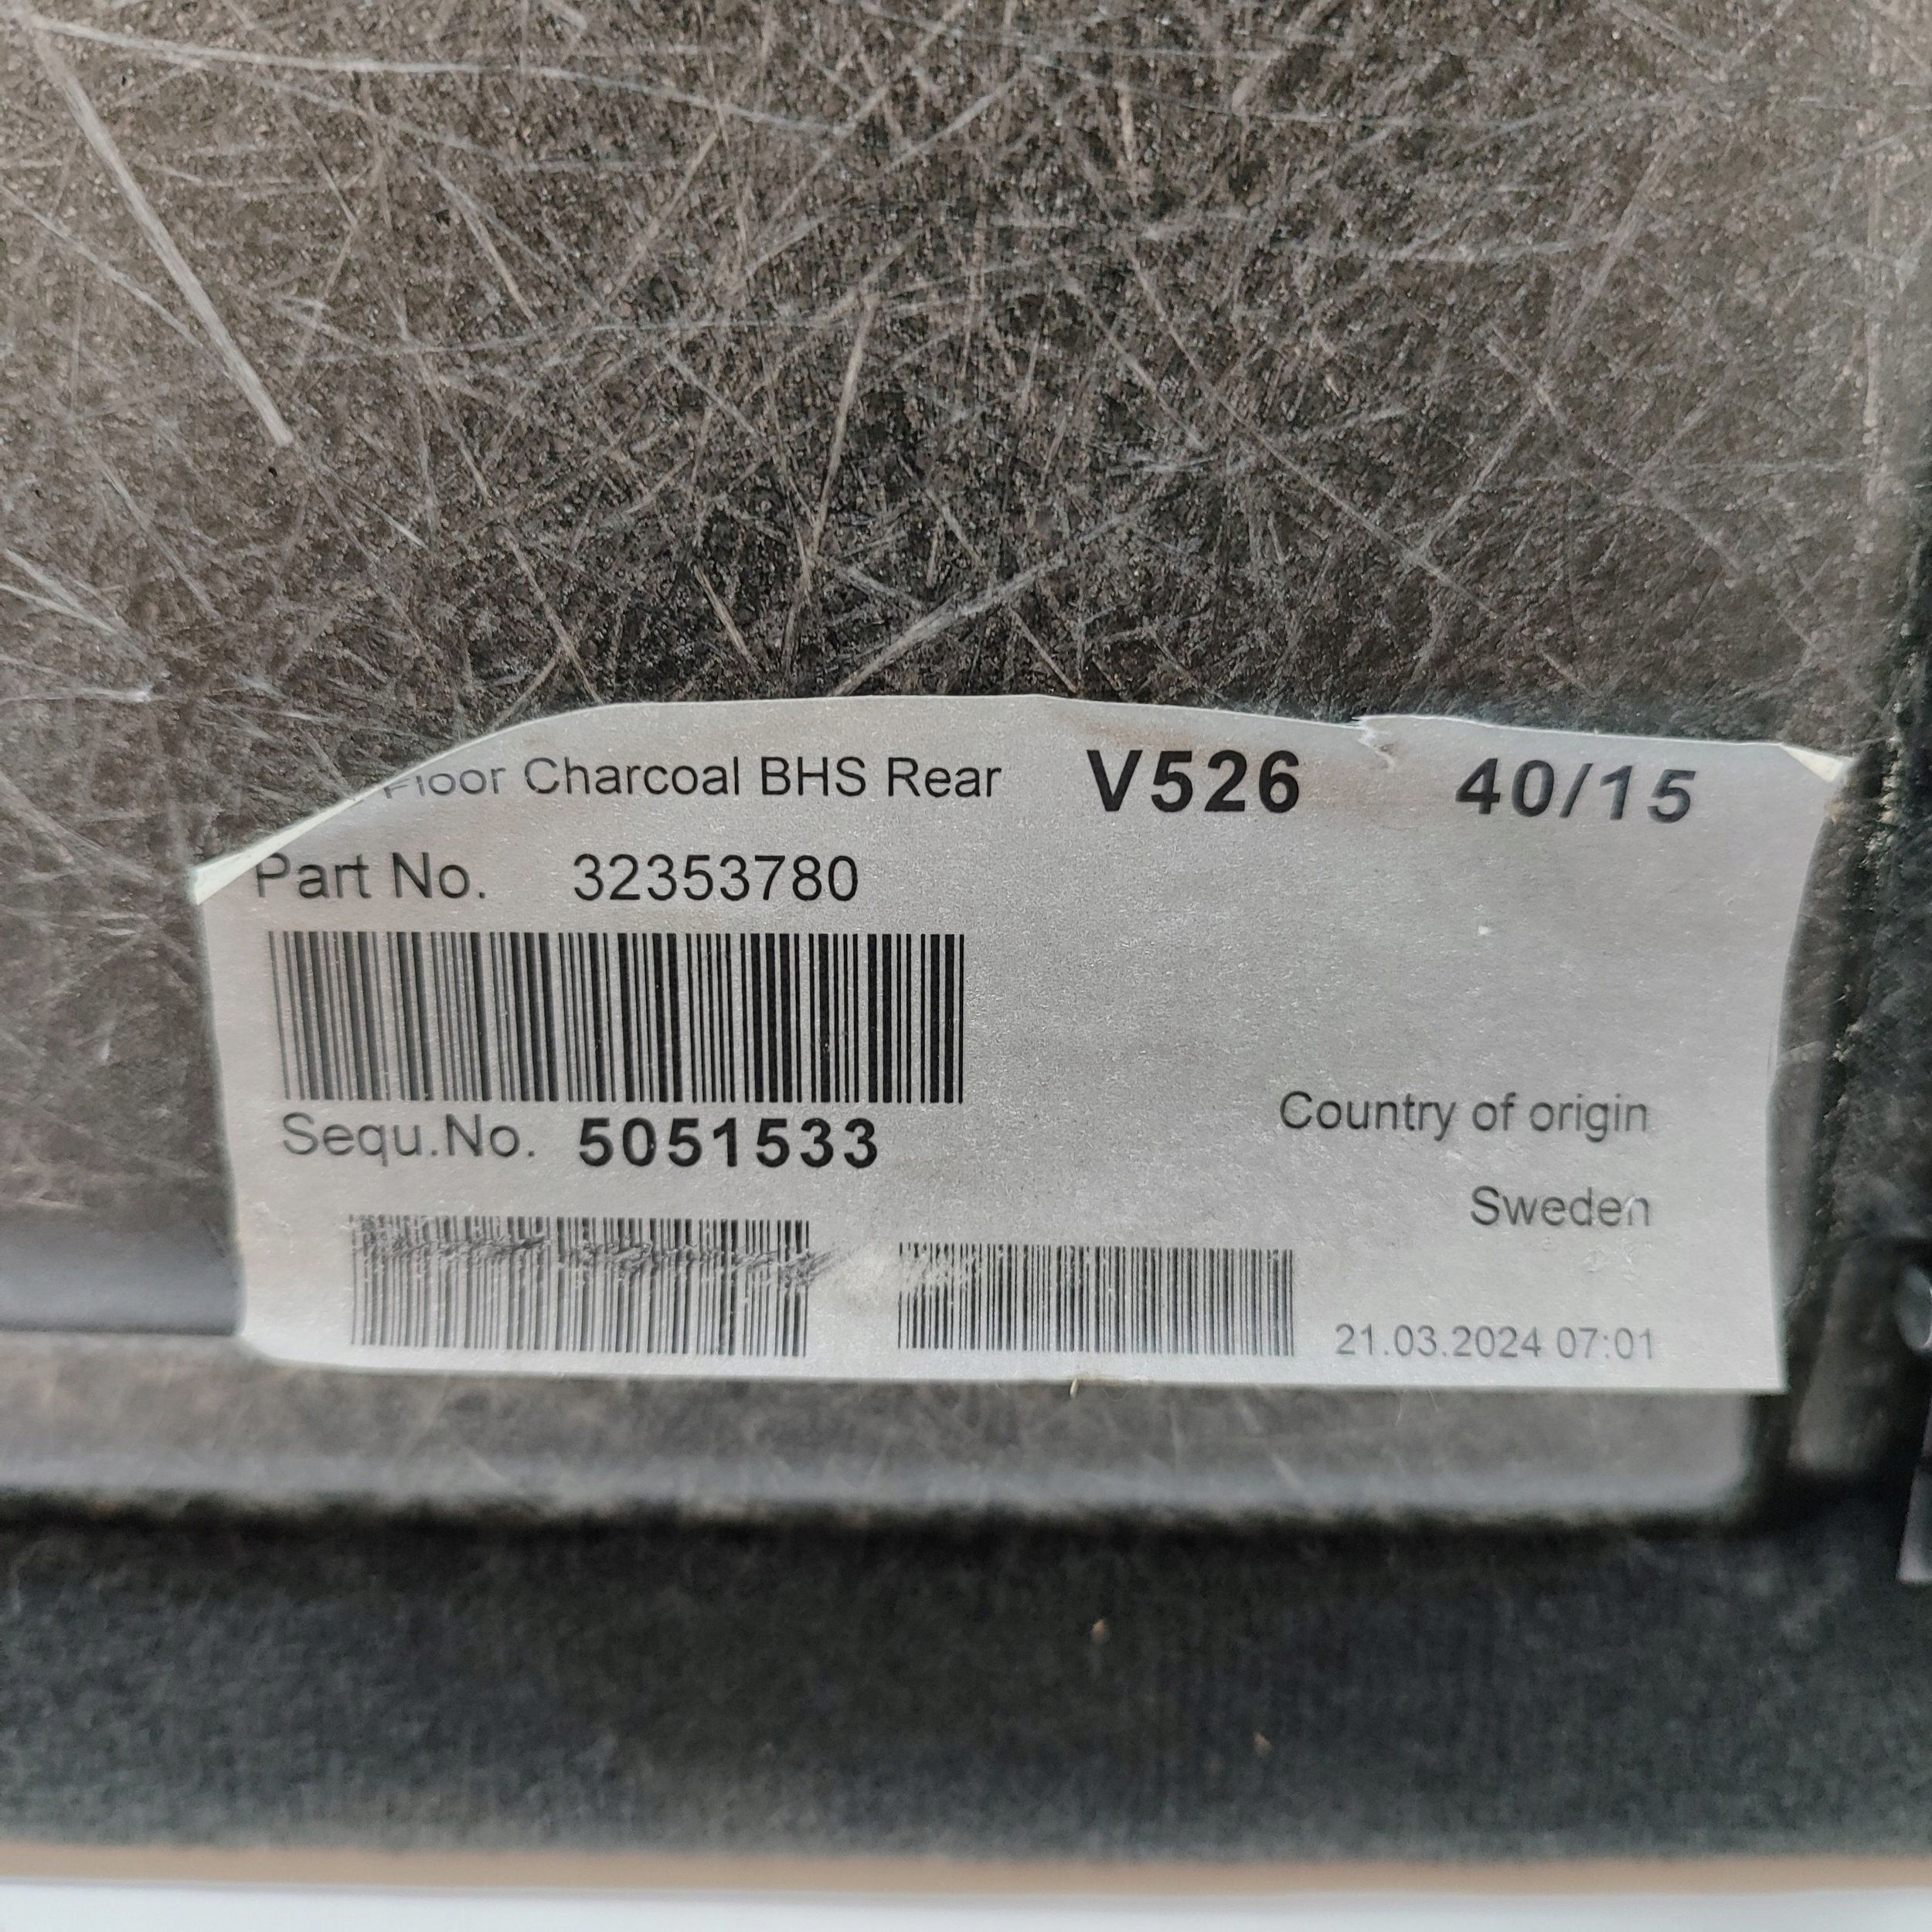 Floor Charcoal BHS Rear V526 40/15
Part No. 32353780
Sequ.No. 5051533
Country of origin
Sweden
21.03.2024 07:01